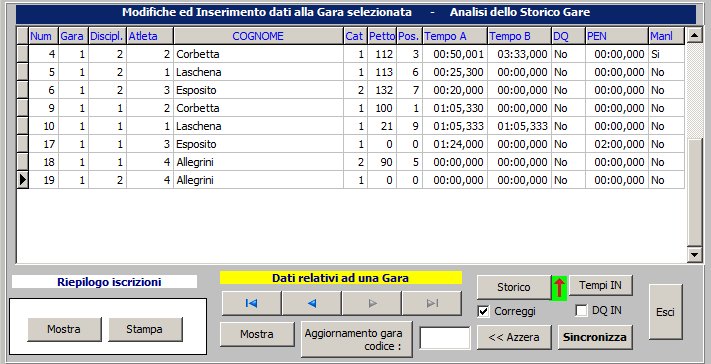 Modifiche ed Inserimento dati alla Gara selezionata - Analisi dello Storico Gare
Num Gara Discipl. Atleta COGNOME Cat Petto Pos. Tempo A Tempo B DQ PEN Manl
4 1 2 2 Corbetta 1 112 3 00:50,001 03:33,000 No 00:00,000 Si
5 1 2 1 Laschena 1 113 6 00:25,300 00:00,000 No 00:00,000 No
6 1 2 3 Esposito 2 132 7 00:20,000 00:00,000 No 00:00,000 No
9 1 1 2 Corbetta 1 100 1 01:05,330 00:00,000 No 00:00,000 No
10 1 1 1 Laschena 1 21 9 01:05,333 01:05,333 No 00:00,000 No
17 1 1 3 Esposito 1 0 0 01:24,000 00:00,000 No 02:00,000 No
18 1 1 4 Allegrini 2 90 5 00:00,000 00:00,000 No 00:00,000 No
19 1 2 4 Allegrini 1 0 0 00:00,000 00:00,000 No 00:00,000 No
Riepilogo iscrizioni
Mostra Stampa
Dati relativi ad una Gara
Mostra Aggiornamento gara
codice :
Storico Tempi IN
Correggi DQ IN
<< Azzera Sincronizza
Esci